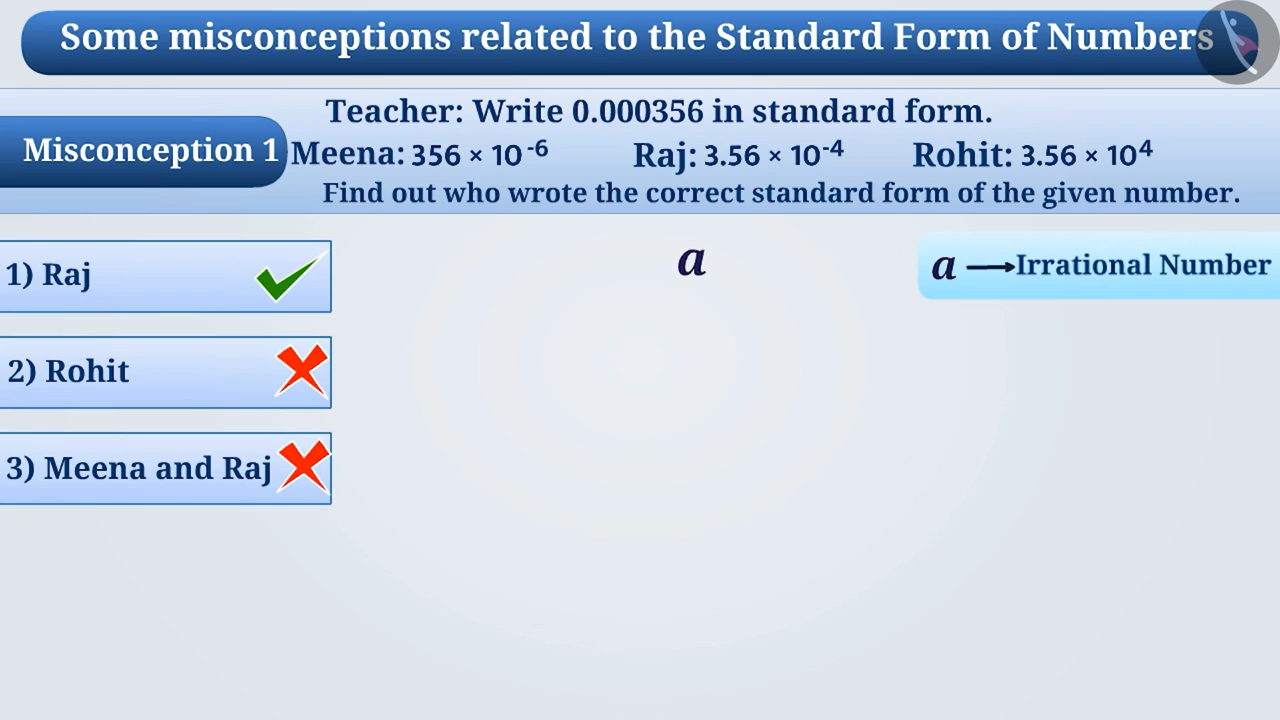 Some misconceptions related to the Standard Form of Numbers
Teacher: Write 0.000356 in standard form.
Misconception 1
Meena: 356 × 10⁻⁶ Raj: 3.56 × 10⁻⁴ Rohit: 3.56 × 10⁴
Find out who wrote the correct standard form of the given number.
1) Raj
a
a → Irrational Number
2) Rohit
3) Meena and Raj